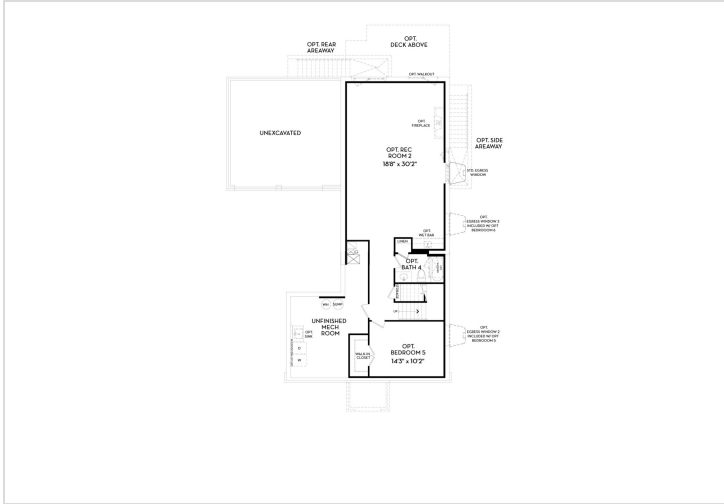 OPT. REAR
AREAWAY
OPT.
DECK ABOVE
OPT. WALKOUT
UNEXCAVATED
OPT.
FIREPLACE
OPT. SIDE
AREAWAY
OPT. REC
ROOM 2
18'8" x 30'2"
STD. EGRESS
WINDOW
OPT.
EGRESS WINDOW 3
INCLUDED W/ OPT
BEDROOM 6
OPT.
WET BAR
LINEN
OPT.
BATH 4
UP
WH
SUMP
UNFINISHED
MECH
ROOM
OPT.
SINK
D
W
WALK-IN
CLOSET
OPT.
BEDROOM 5
14'3" x 10'2"
OPT.
EGRESS WINDOW 2
INCLUDED W/ OPT
BEDROOM 5